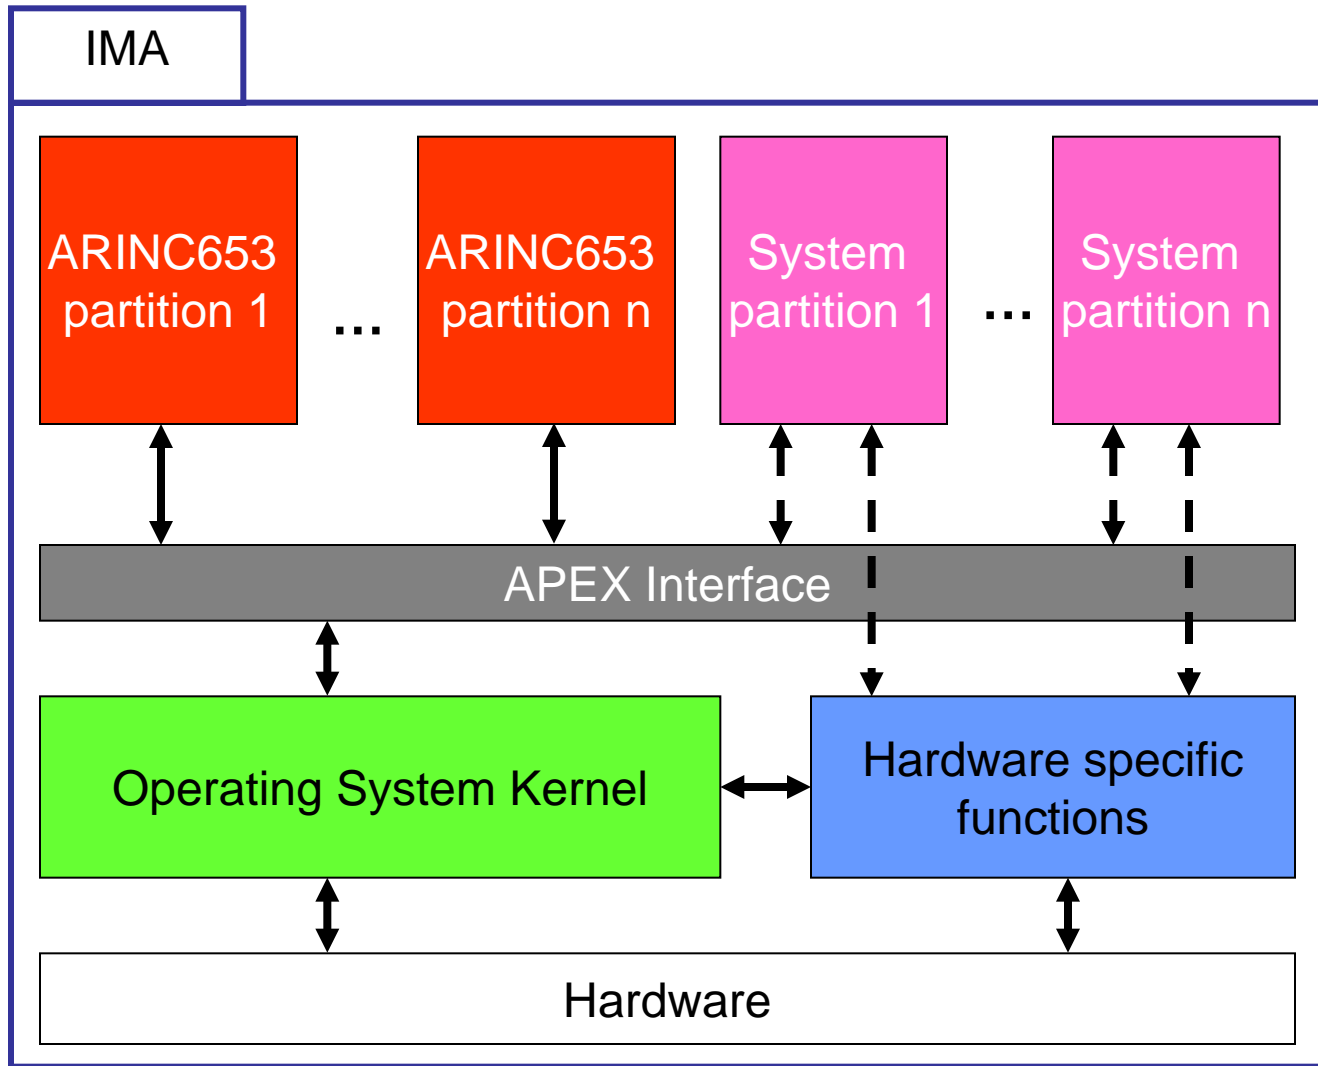 IMA
ARINC653
partition 1
...
ARINC653
partition n
System
partition 1
...
System
partition n
APEX Interface
Operating System Kernel
Hardware specific
functions
Hardware